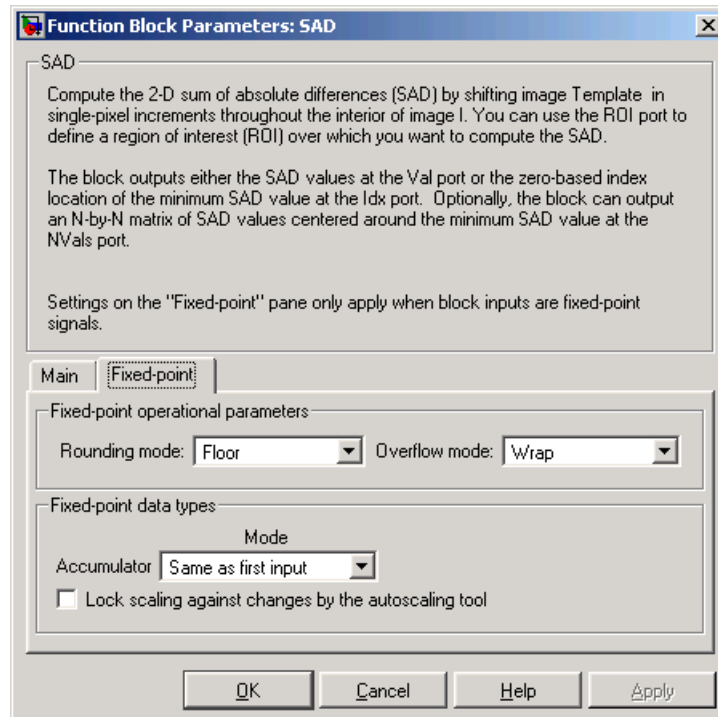 Function Block Parameters: SAD
SAD
Compute the 2-D sum of absolute differences (SAD) by shifting image Template in
single-pixel increments throughout the interior of image I. You can use the ROI port to
define a region of interest (ROI) over which you want to compute the SAD.
The block outputs either the SAD values at the Val port or the zero-based index
location of the minimum SAD value at the Idx port. Optionally, the block can output
an N-by-N matrix of SAD values centered around the minimum SAD value at the
NVals port.
Settings on the "Fixed-point" pane only apply when block inputs are fixed-point
signals.
Main Fixed-point
Fixed-point operational parameters
Rounding mode: Floor Overflow mode: Wrap
Fixed-point data types
Mode
Accumulator Same as first input
Lock scaling against changes by the autoscaling tool
OK Cancel Help Apply